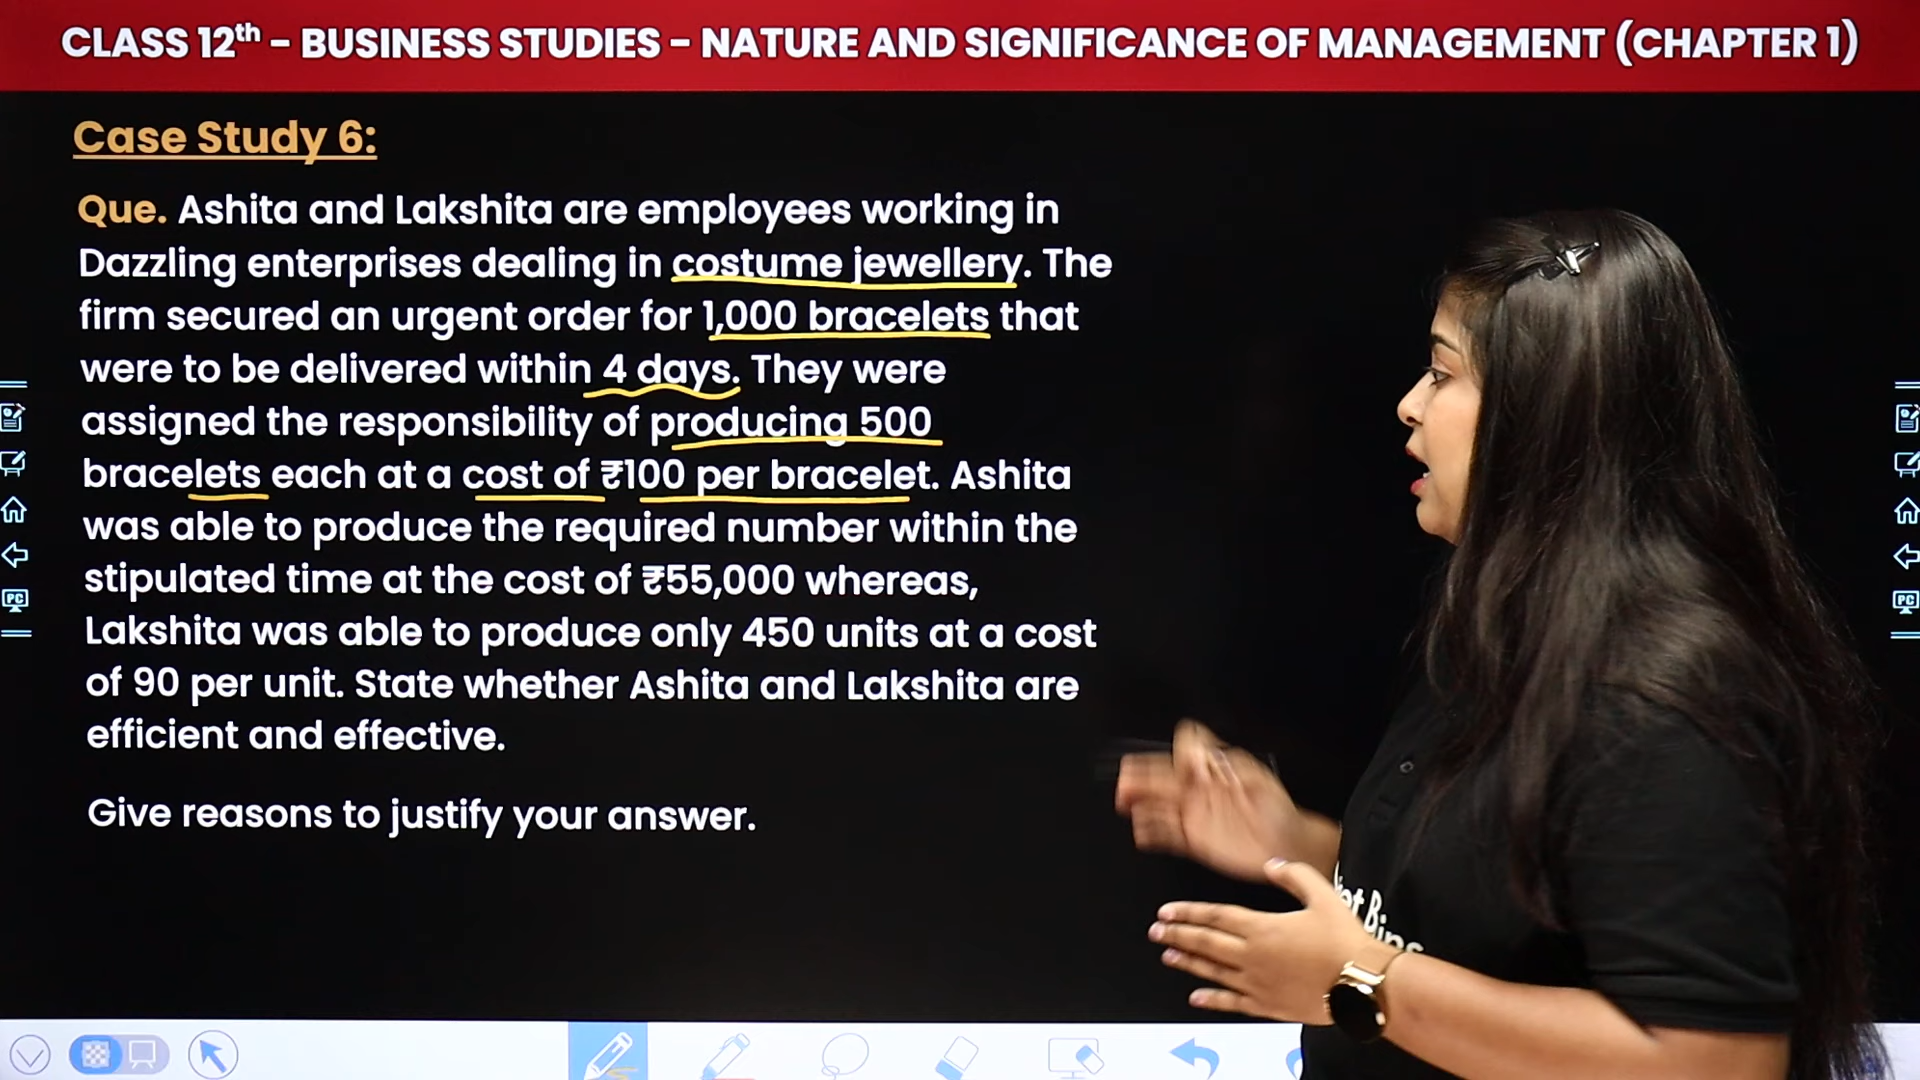 CLASS 12th – BUSINESS STUDIES – NATURE AND SIGNIFICANCE OF MANAGEMENT (CHAPTER 1)
Case Study 6:
Que. Ashita and Lakshita are employees working in
Dazzling enterprises dealing in costume jewellery. The
firm secured an urgent order for 1,000 bracelets that
were to be delivered within 4 days. They were
assigned the responsibility of producing 500
bracelets each at a cost of ₹100 per bracelet. Ashita
was able to produce the required number within the
stipulated time at the cost of ₹55,000 whereas,
Lakshita was able to produce only 450 units at a cost
of 90 per unit. State whether Ashita and Lakshita are
efficient and effective.
Give reasons to justify your answer.
PC
PC